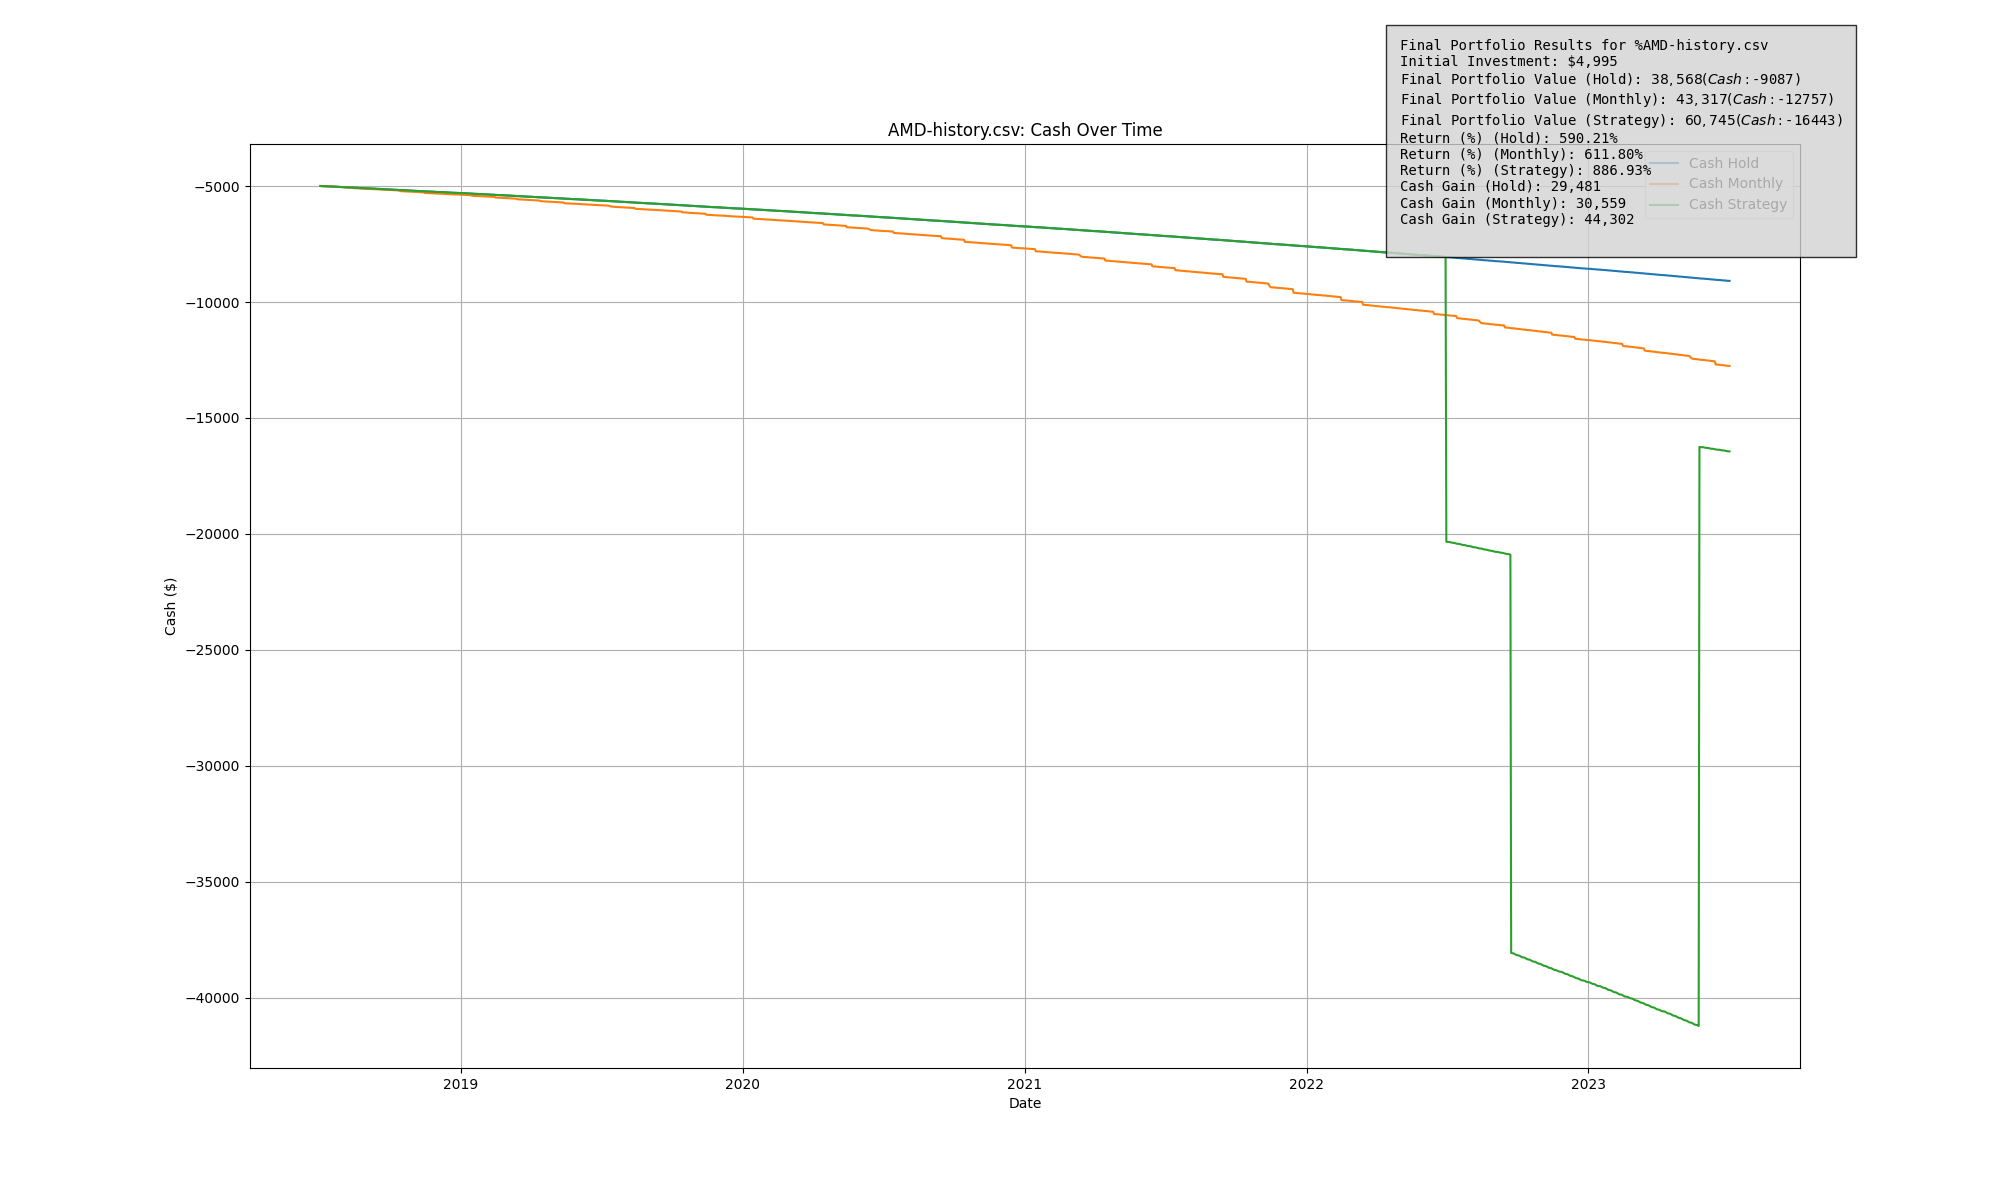 Final Portfolio Results for %AMD-history.csv
Initial Investment: $4,995
Final Portfolio Value (Hold): 38,568(Cash:-9087)
Final Portfolio Value (Monthly): 43,317(Cash:-12757)
Final Portfolio Value (Strategy): 60,745(Cash:-16443)
Return (%) (Hold): 590.21%
Return (%) (Monthly): 611.80%
Return (%) (Strategy): 886.93%
Cash Gain (Hold): 29,481
Cash Gain (Monthly): 30,559
Cash Gain (Strategy): 44,302
AMD-history.csv: Cash Over Time
Cash Hold
Cash Monthly
Cash Strategy
−5000
−10000
−15000
−20000
−25000
−30000
−35000
−40000
Cash ($)
2019 2020 2021 2022 2023
Date